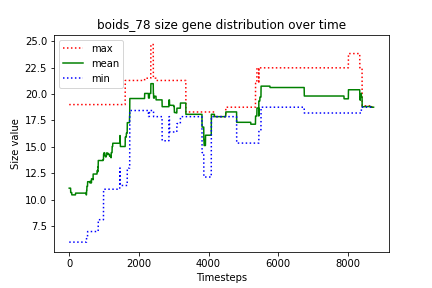 boids_78 size gene distribution over time
max
mean
min
25.0
22.5
20.0
17.5
15.0
12.5
10.0
7.5
Size value
0 2000 4000 6000 8000
Timesteps